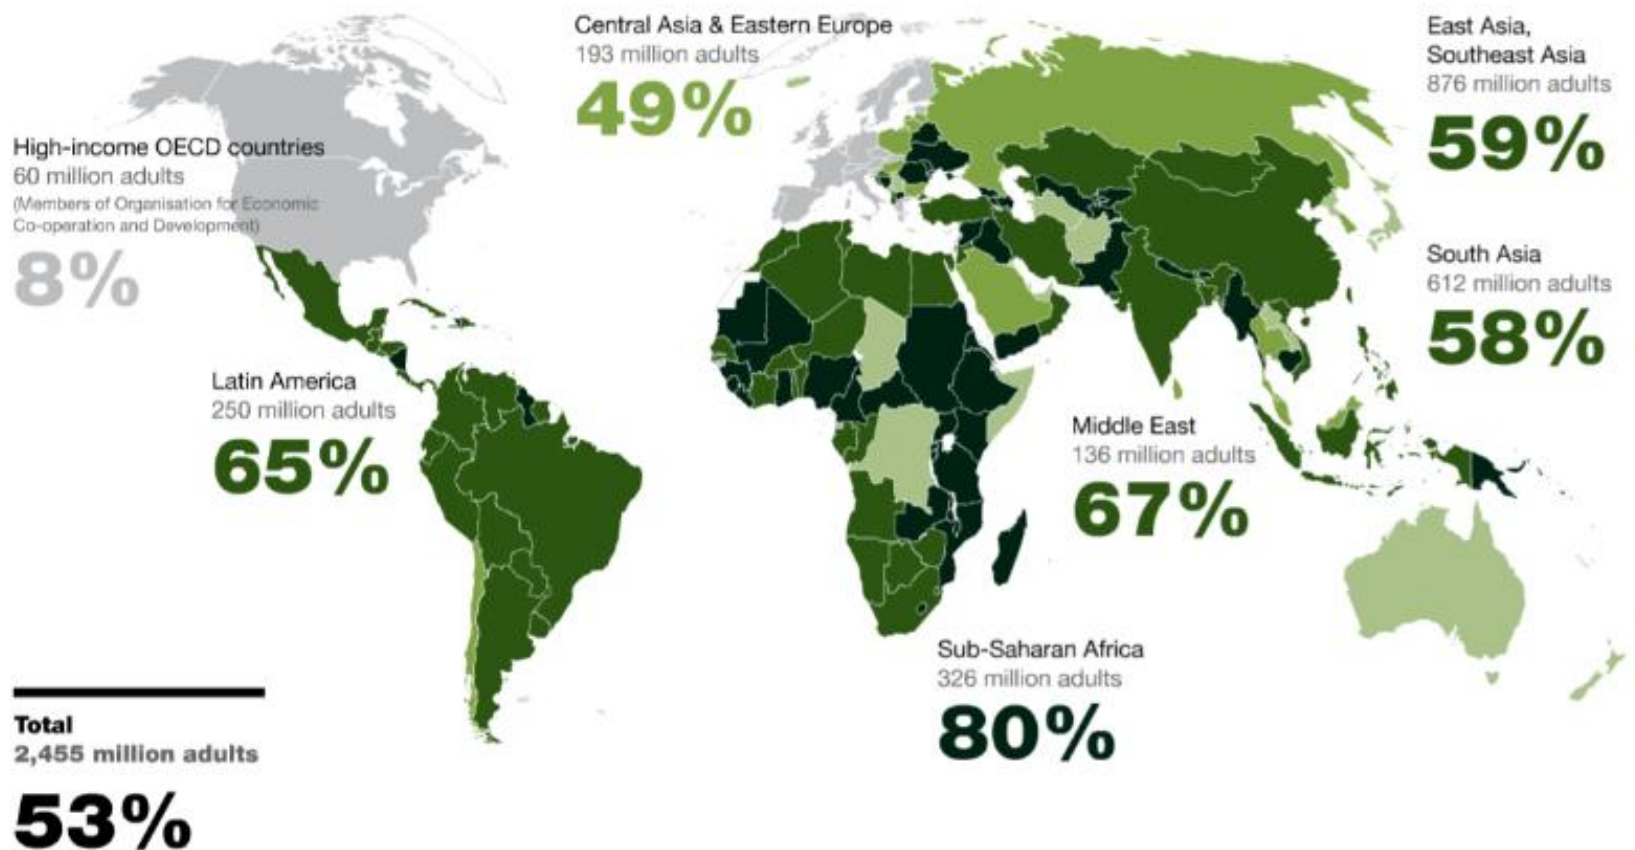 Central Asia & Eastern Europe
193 million adults
49%
East Asia,
Southeast Asia
876 million adults
59%
High-income OECD countries
60 million adults
(Members of Organisation for Economic
Co-operation and Development)
8%
South Asia
612 million adults
58%
Latin America
250 million adults
65%
Middle East
136 million adults
67%
Sub-Saharan Africa
326 million adults
80%
Total
2,455 million adults
53%